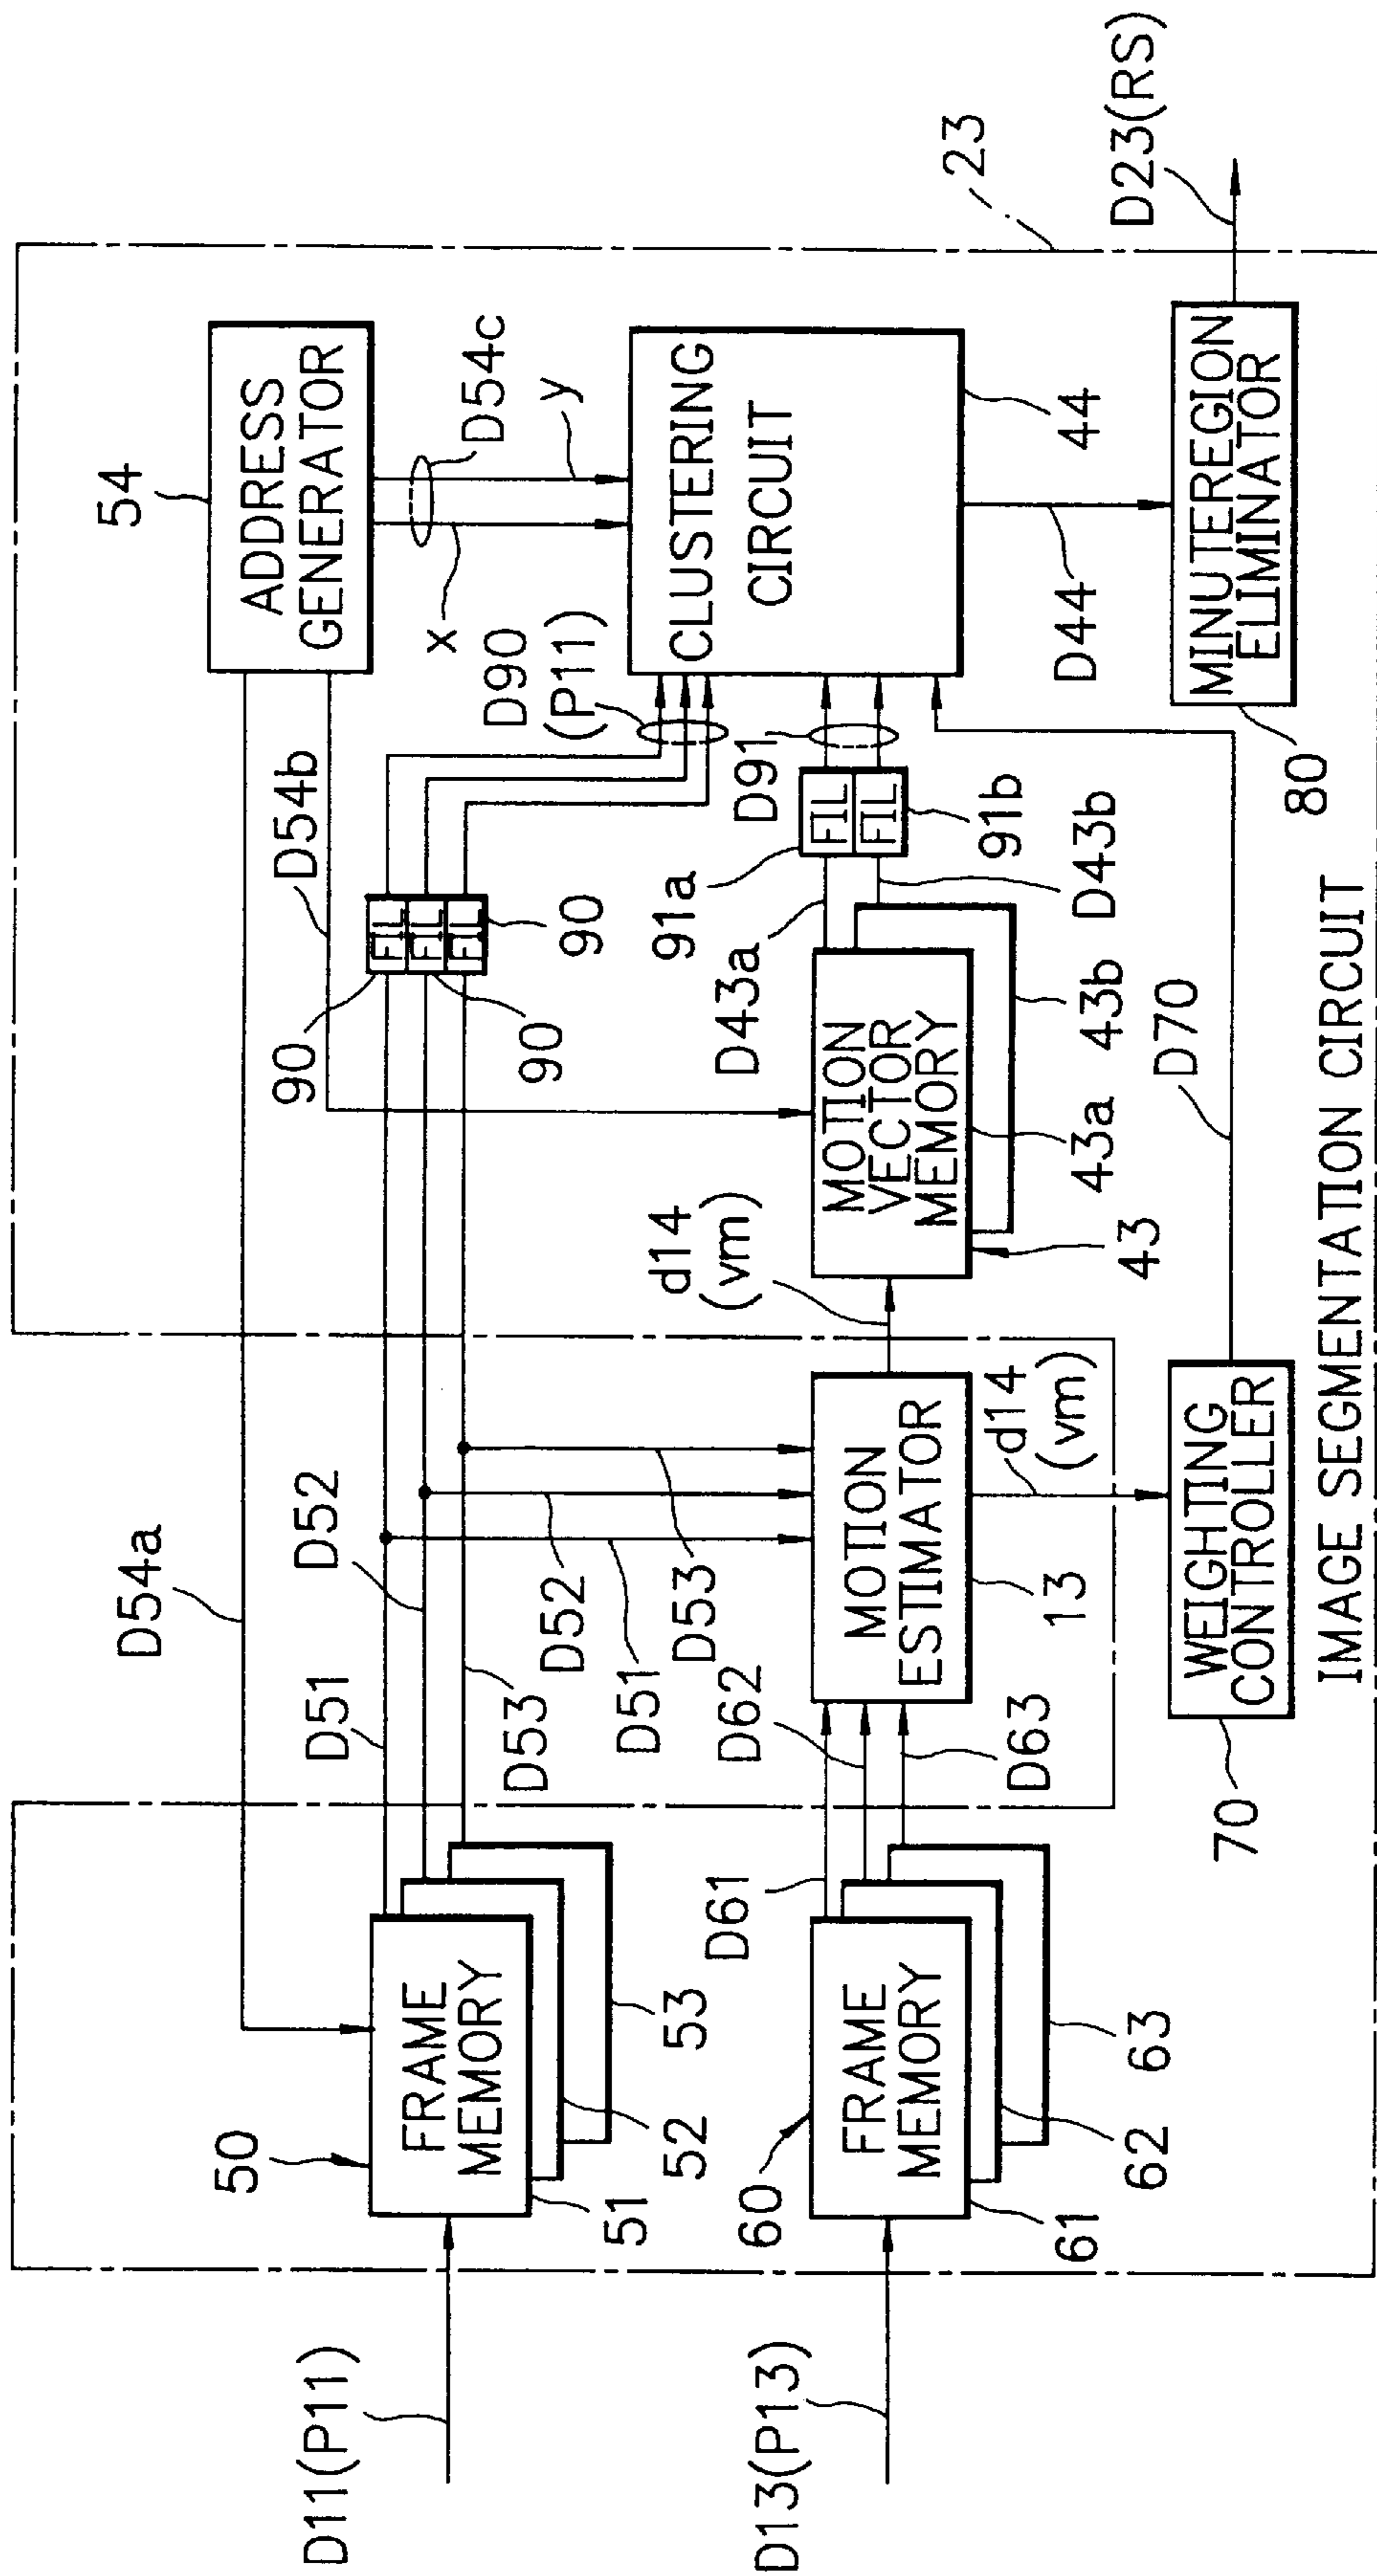 D11(P11)
50
FRAME
MEMORY
51
52
53
D54a
D51
D52
D53
D52
D51
D53
54
ADDRESS
GENERATOR
D54b
D54c
x
y
90
90
90
FIL
FIL
FIL
D90
(P11)
CLUSTERING
CIRCUIT
44
D44
23
D23(RS)
D13(P13)
60
FRAME
MEMORY
61
62
63
D61
D62
D63
MOTION
ESTIMATOR
13
d14
(vm)
d14
(vm)
MOTION
VECTOR
MEMORY
43
43a
43b
D43a
D43b
91a
91b
FIL
FIL
D91
WEIGHTING
CONTROLLER
70
D70
MINUTEREGION
ELIMINATOR
80
IMAGE SEGMENTATION CIRCUIT